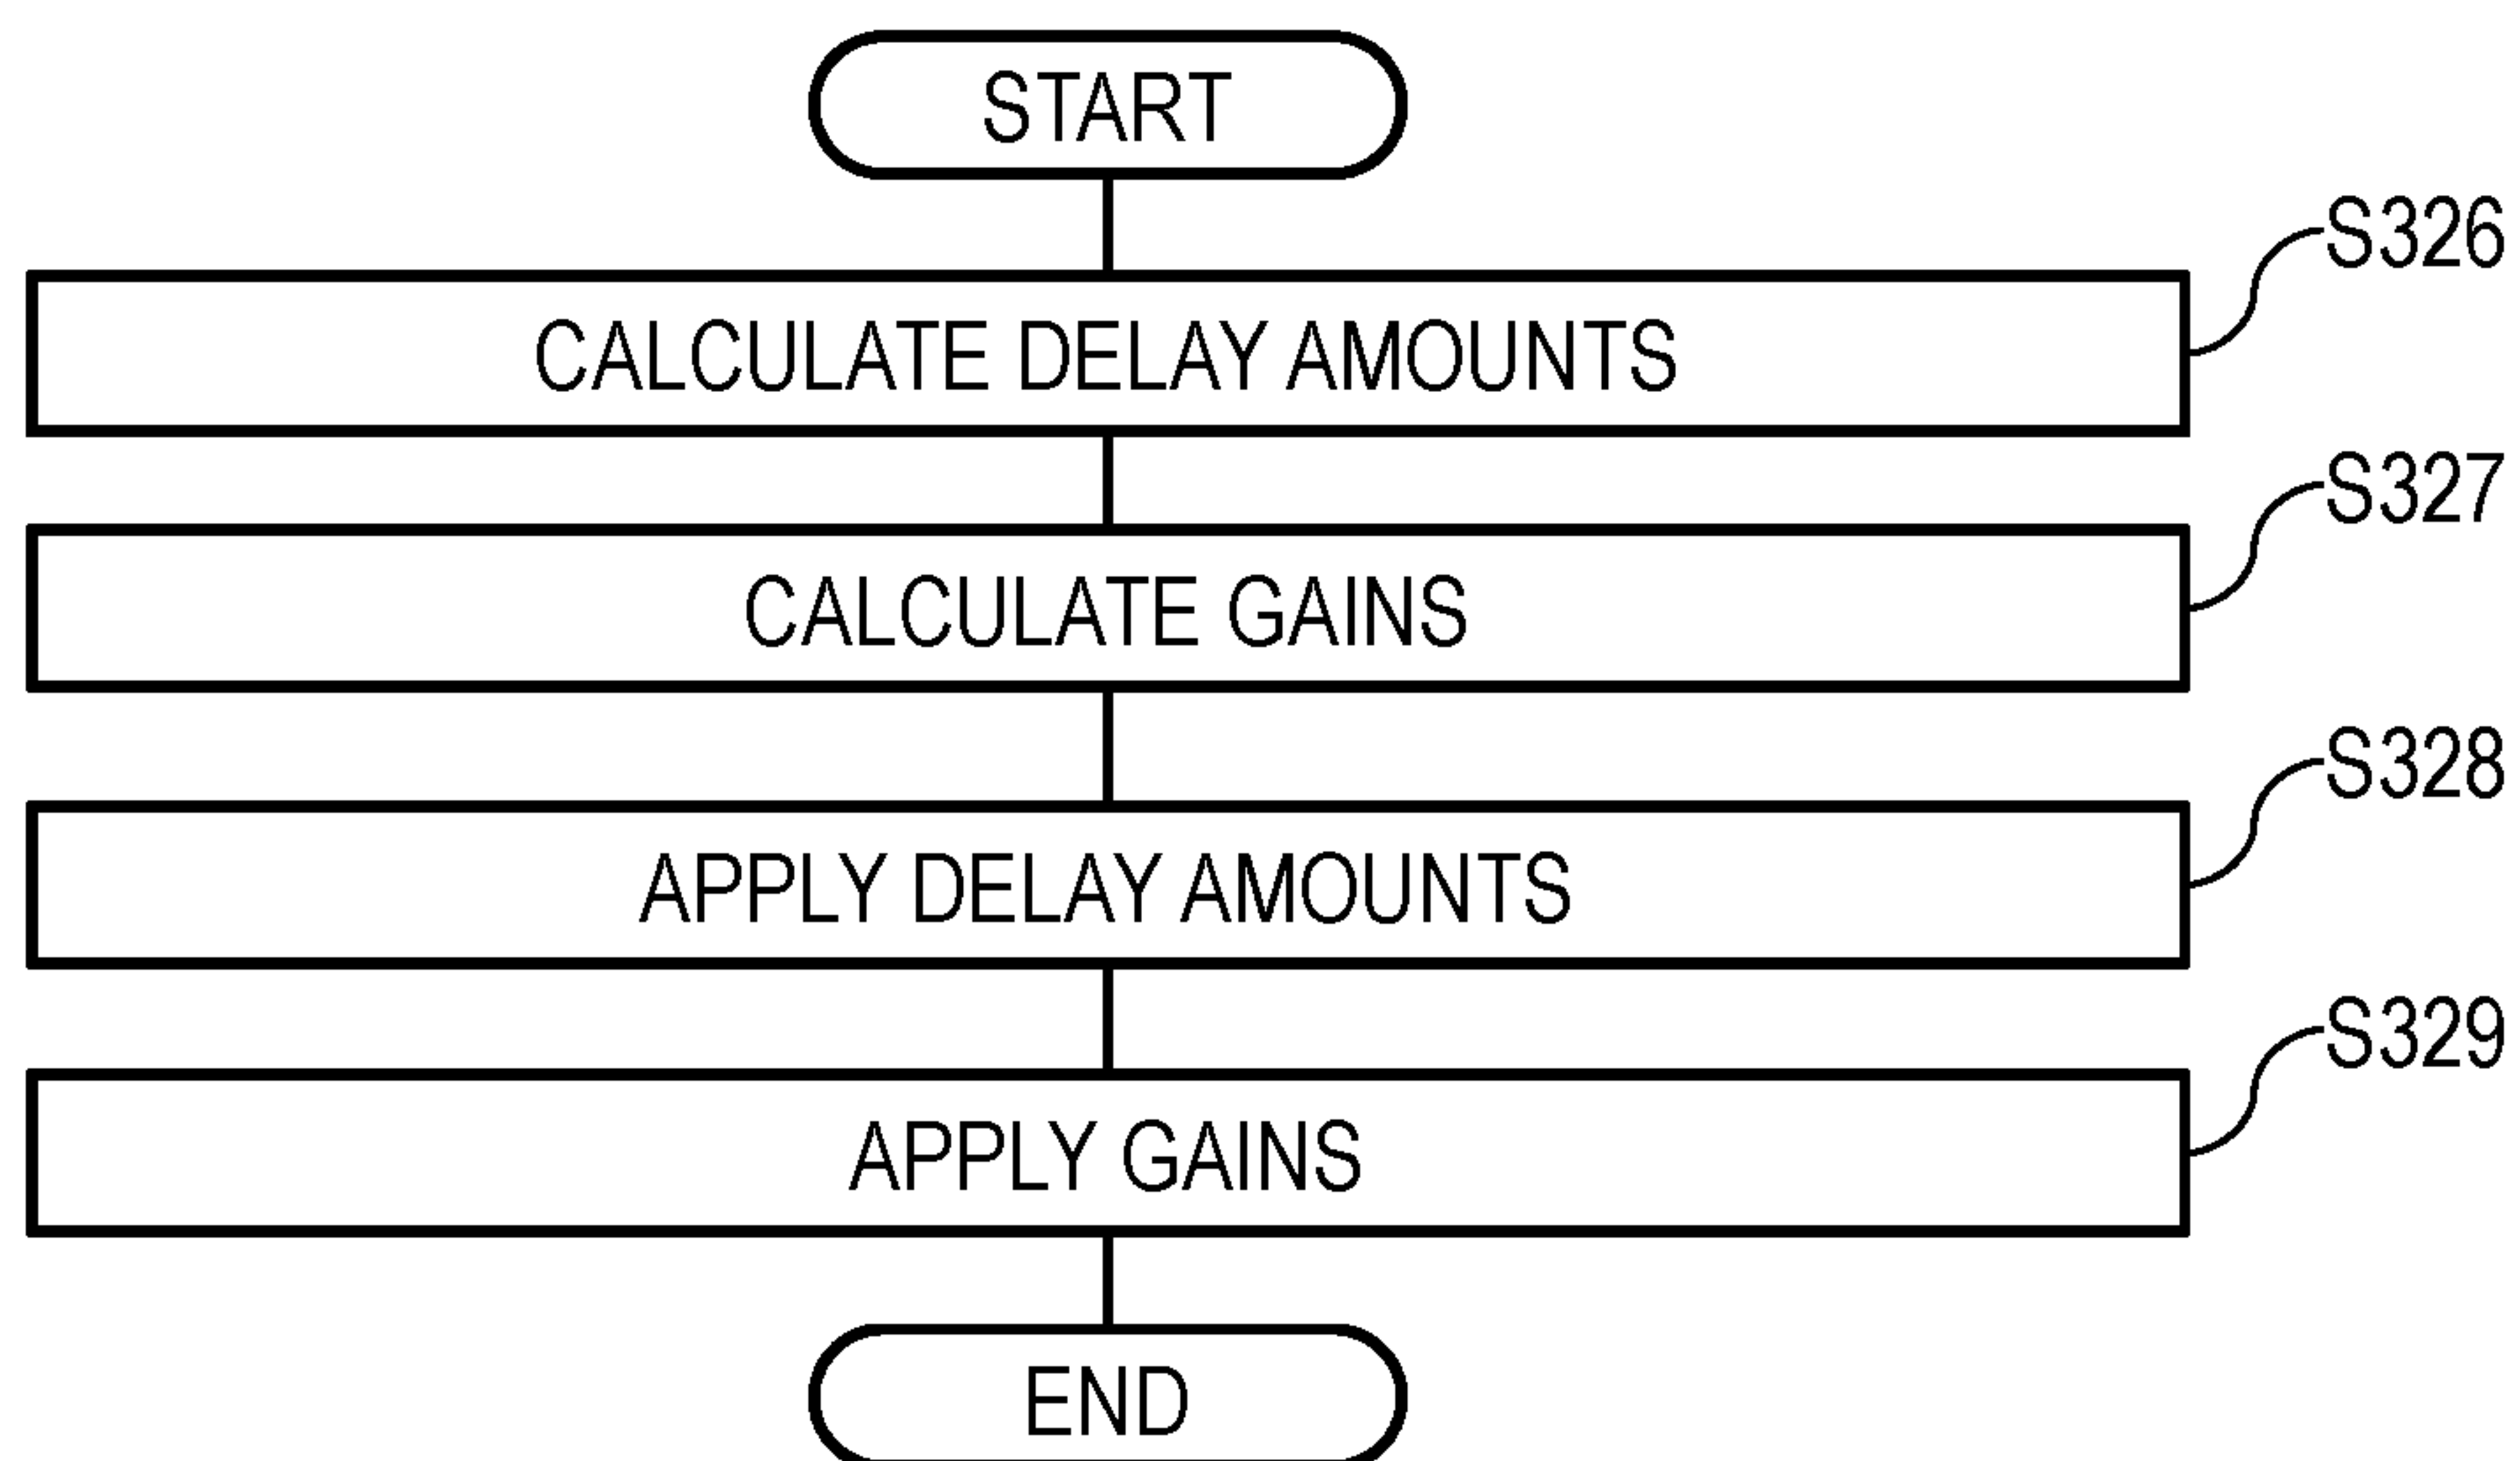 START
S326
CALCULATE DELAY AMOUNTS
S327
CALCULATE GAINS
S328
APPLY DELAY AMOUNTS
S329
APPLY GAINS
END